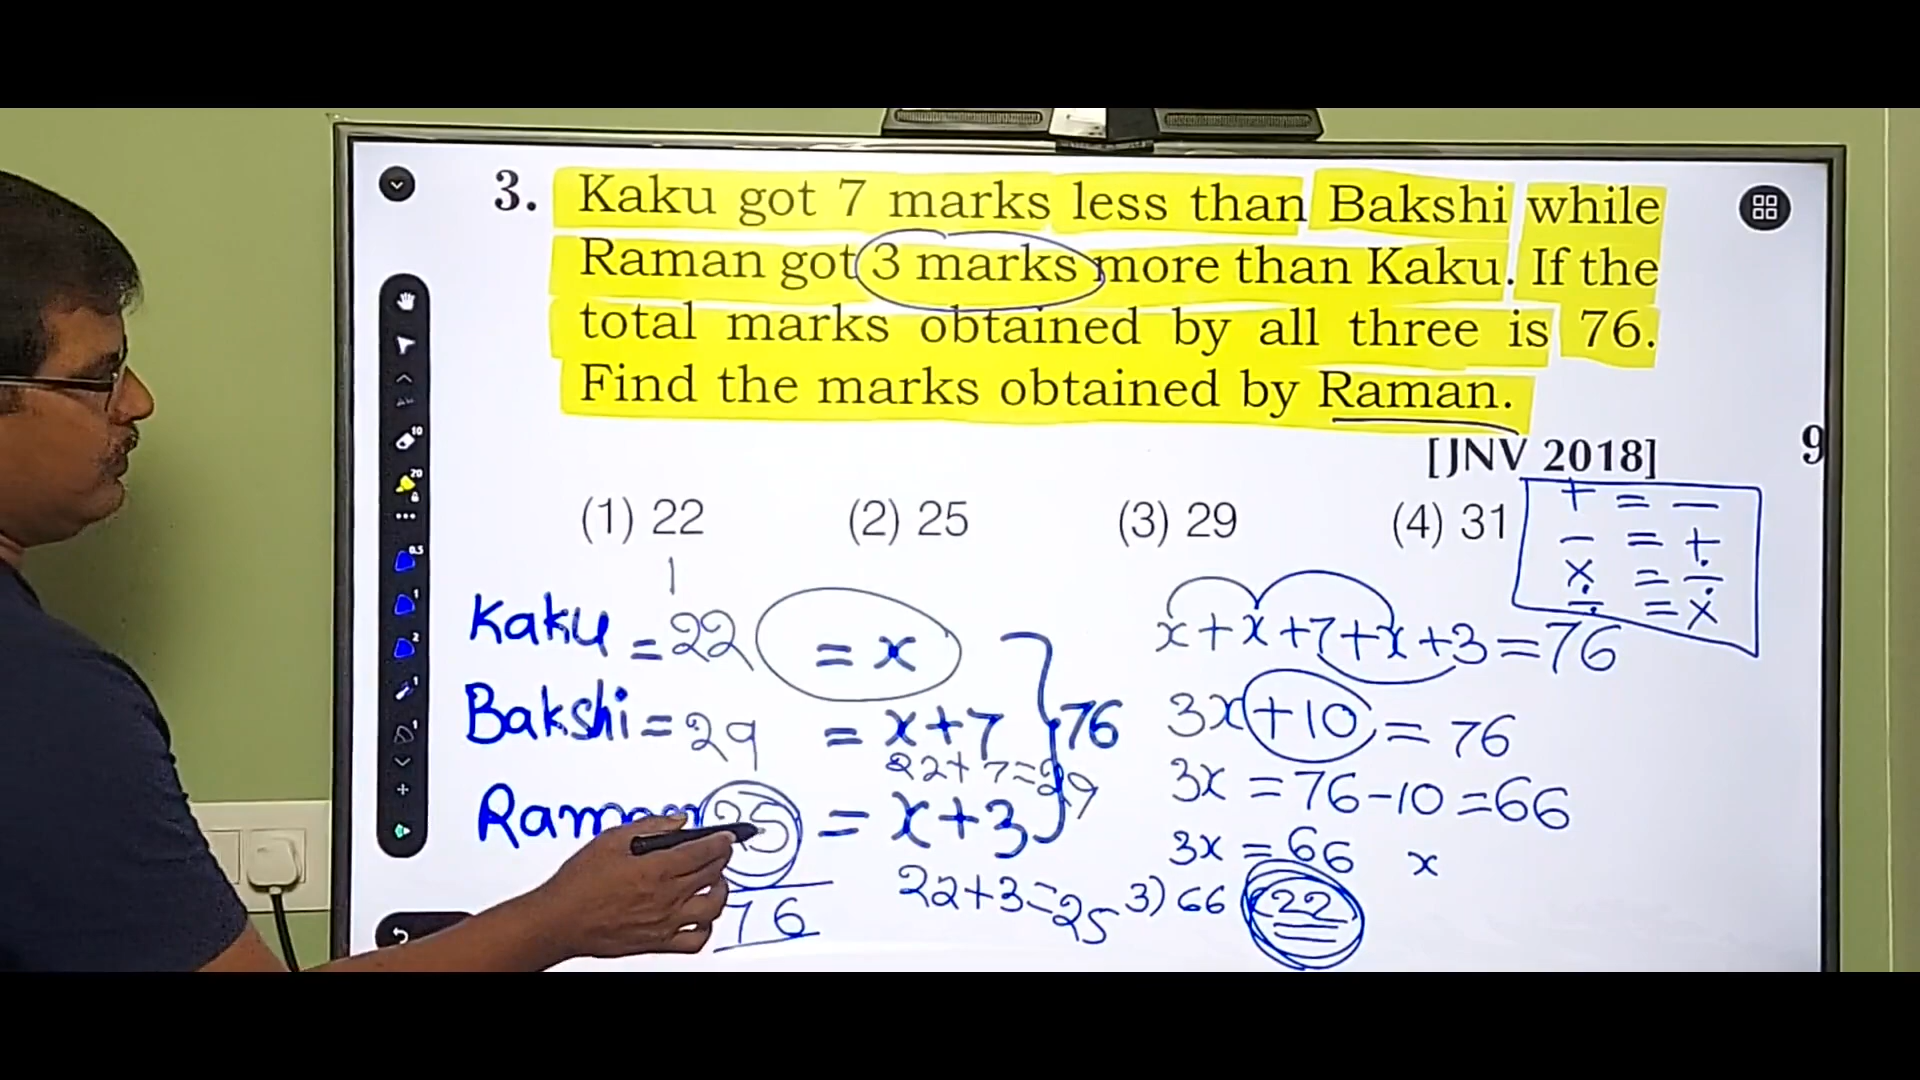 3. Kaku got 7 marks less than Bakshi while
Raman got 3 marks more than Kaku. If the
total marks obtained by all three is 76.
Find the marks obtained by Raman.
[JNV 2018]
9
(1) 22 (2) 25 (3) 29 (4) 31
+ = -
- = +
× = ÷
÷ = ×
Kaku = 22 = x
Bakshi = 29 = x+7
22+7=29
Raman 25 = x+3
76
76
22+3=25
x+x+7+x+3=76
3x+10 = 76
3x = 76-10 =66
3x = 66 x
3) 66 (22